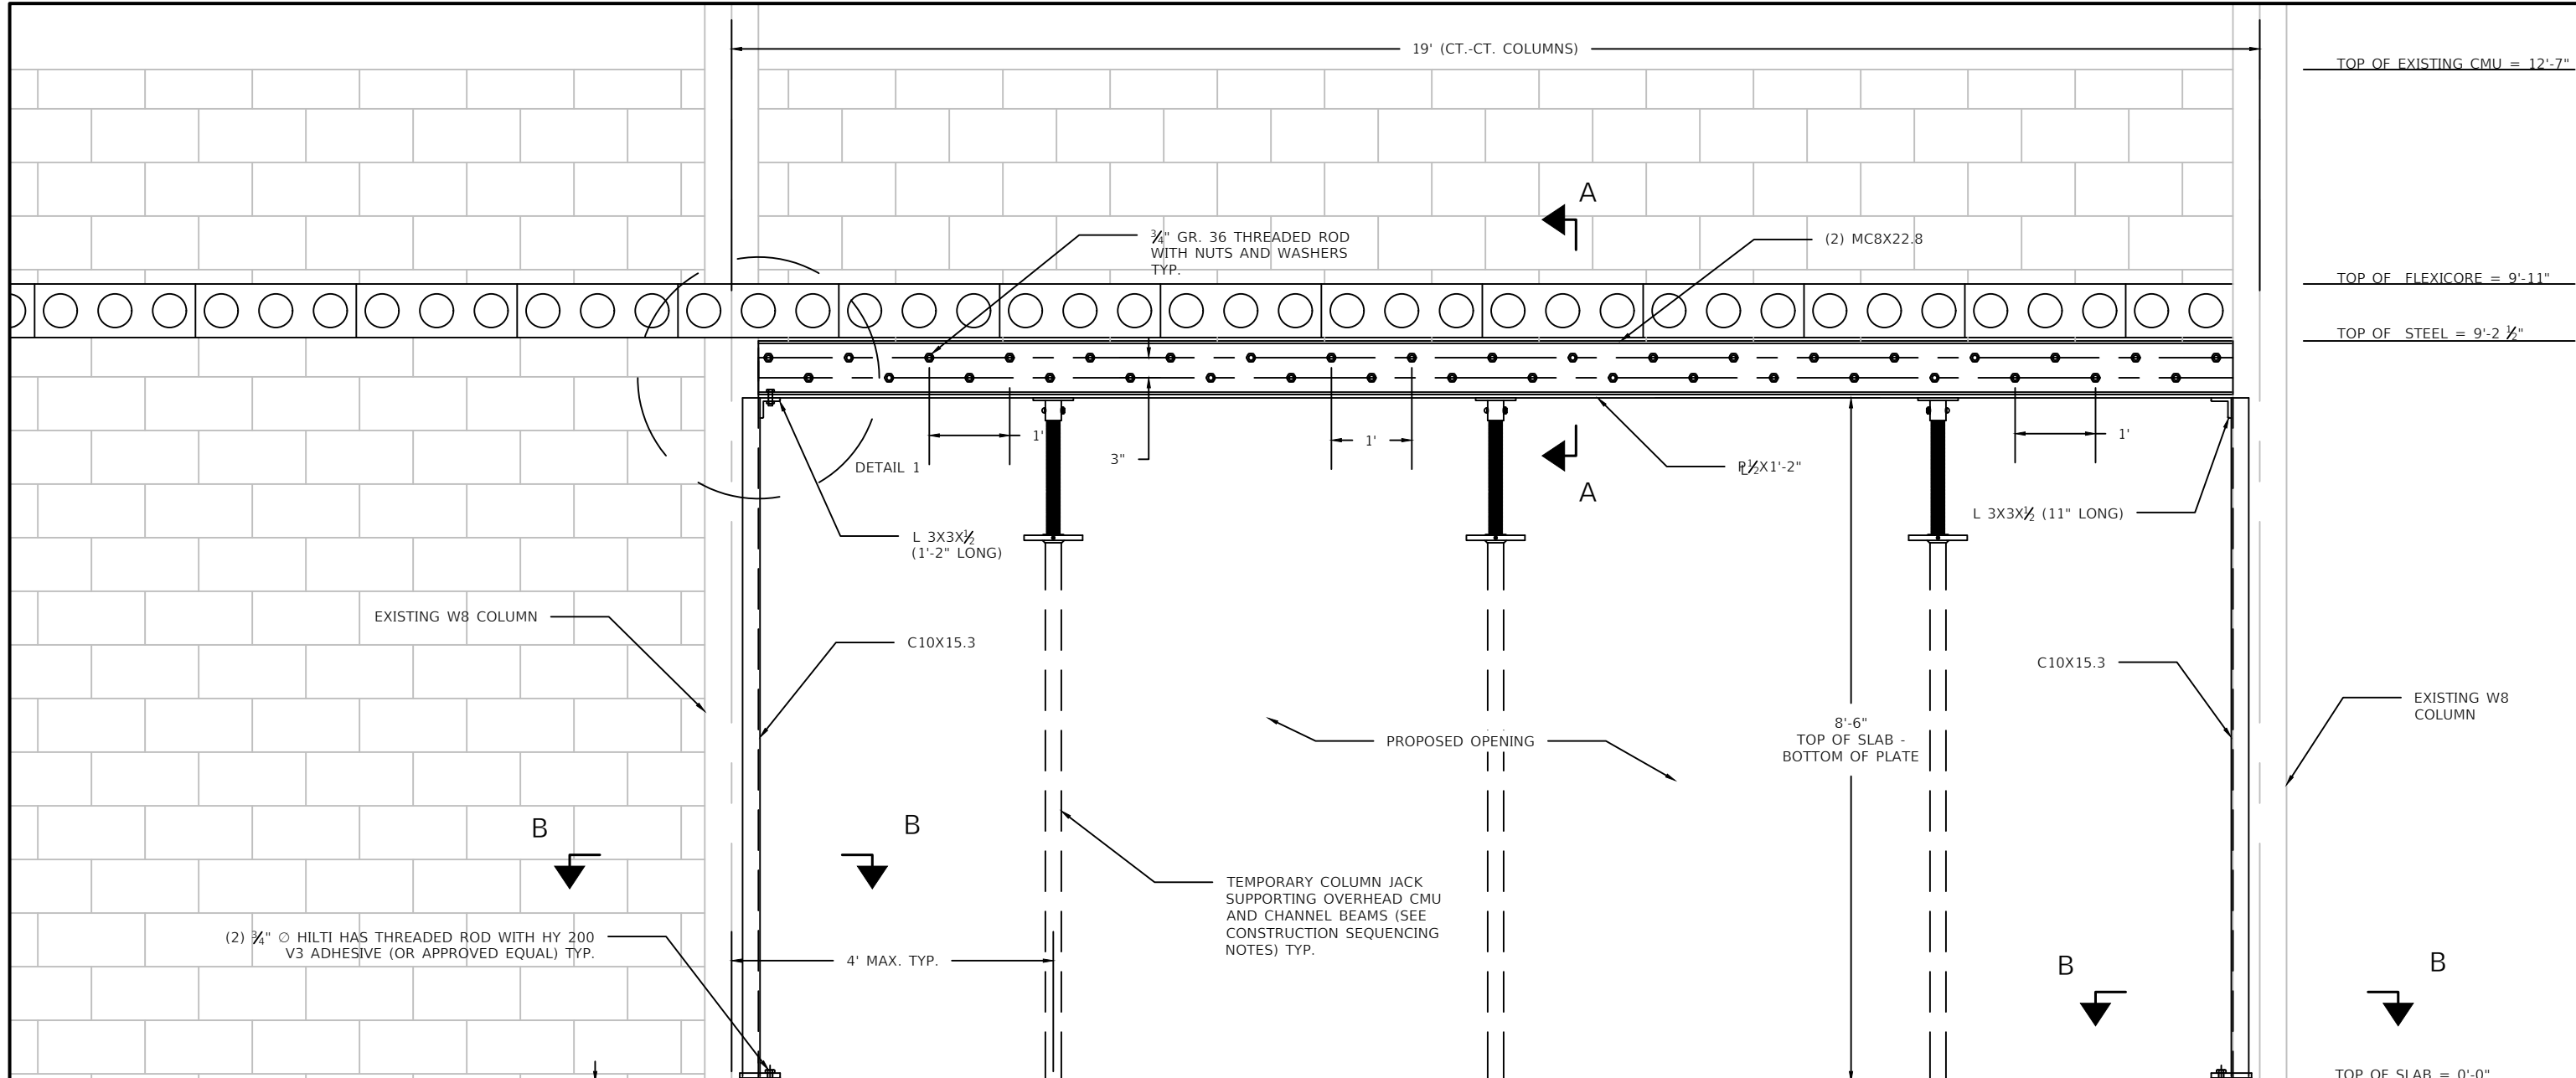 19' (CT.-CT. COLUMNS)
TOP OF EXISTING CMU = 12'-7"
A
3/4" GR. 36 THREADED ROD
WITH NUTS AND WASHERS
TYP.
(2) MC8X22.8
TOP OF FLEXICORE = 9'-11"
TOP OF STEEL = 9'-2 1/2"
1'
3"
1'
1'
DETAIL 1
A
PL 1/2X1'-2"
L 3X3X1/2
(1'-2" LONG)
L 3X3X1/2 (11" LONG)
EXISTING W8 COLUMN
C10X15.3
C10X15.3
EXISTING W8
COLUMN
8'-6"
TOP OF SLAB -
BOTTOM OF PLATE
PROPOSED OPENING
B
B
TEMPORARY COLUMN JACK
SUPPORTING OVERHEAD CMU
AND CHANNEL BEAMS (SEE
CONSTRUCTION SEQUENCING
NOTES) TYP.
(2) 3/4" ∅ HILTI HAS THREADED ROD WITH HY 200
V3 ADHESIVE (OR APPROVED EQUAL) TYP.
4' MAX. TYP.
B
B
TOP OF SLAB = 0'-0"